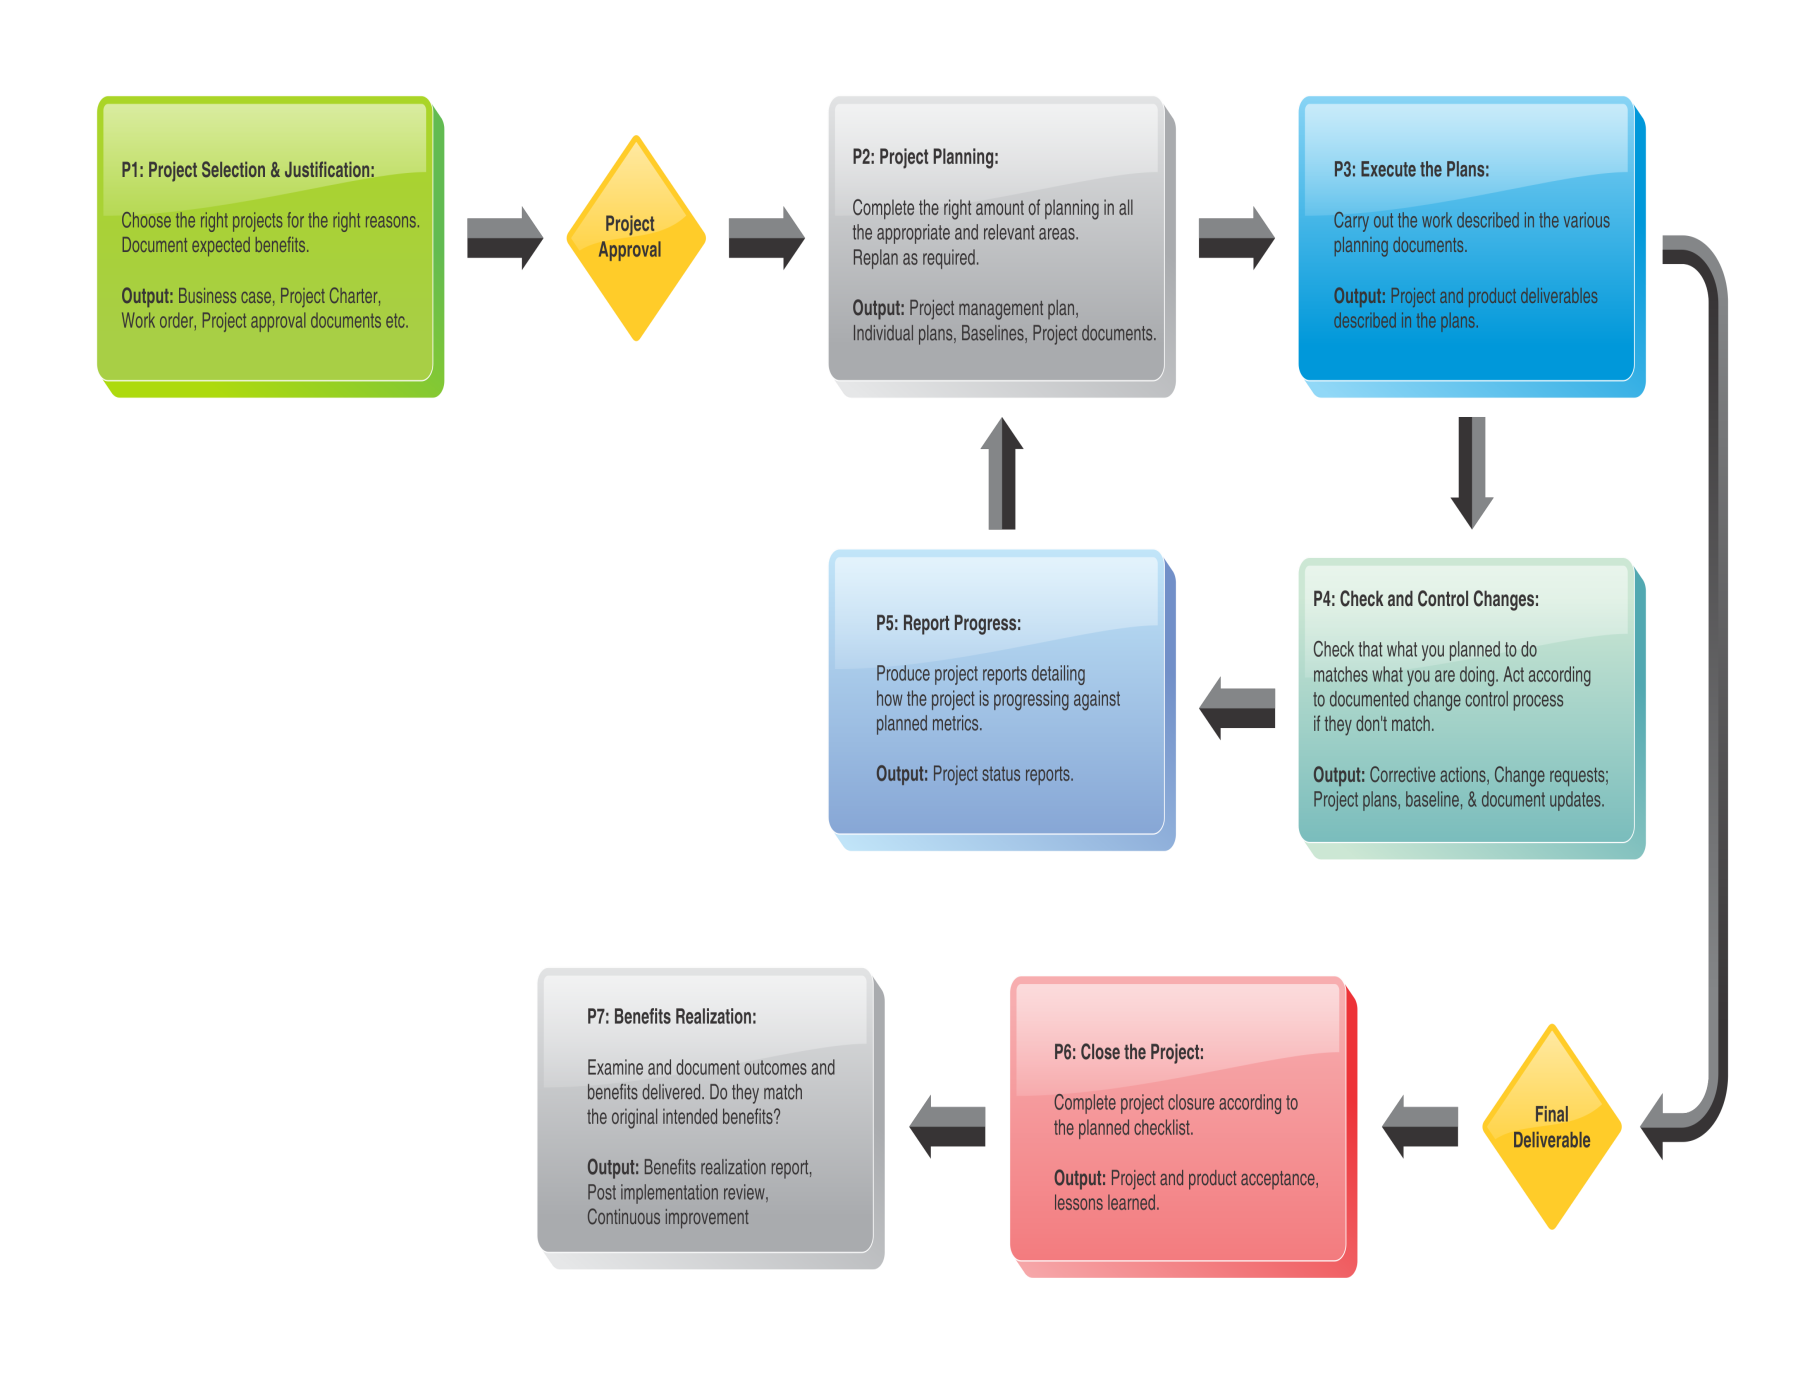 P1: Project Selection & Justification:
Choose the right projects for the right reasons.
Document expected benefits.
Output: Business case, Project Charter,
Work order, Project approval documents etc.
Project
Approval
P2: Project Planning:
Complete the right amount of planning in all
the appropriate and relevant areas.
Replan as required.
Output: Project management plan,
Individual plans, Baselines, Project documents.
P3: Execute the Plans:
Carry out the work described in the various
planning documents.
Output: Project and product deliverables
described in the plans.
P4: Check and Control Changes:
Check that what you planned to do
matches what you are doing. Act according
to documented change control process
if they don't match.
Output: Corrective actions, Change requests;
Project plans, baseline, & document updates.
P5: Report Progress:
Produce project reports detailing
how the project is progressing against
planned metrics.
Output: Project status reports.
Final
Deliverable
P6: Close the Project:
Complete project closure according to
the planned checklist.
Output: Project and product acceptance,
lessons learned.
P7: Benefits Realization:
Examine and document outcomes and
benefits delivered. Do they match
the original intended benefits?
Output: Benefits realization report,
Post implementation review,
Continuous improvement